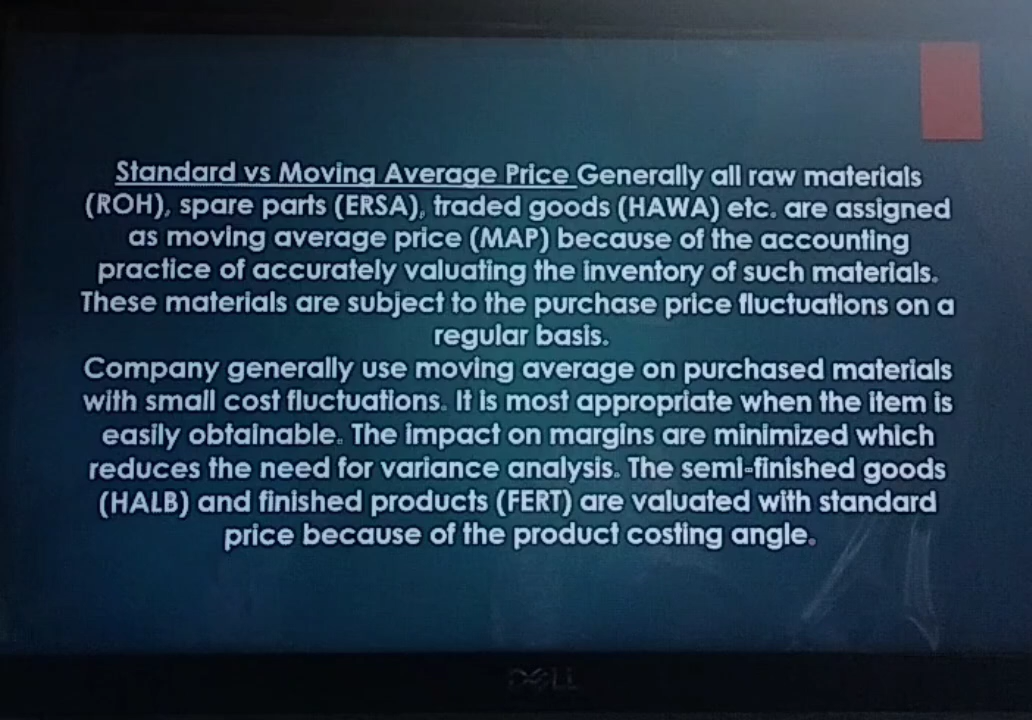 Standard vs Moving Average Price Generally all raw materials
(ROH), spare parts (ERSA), traded goods (HAWA) etc. are assigned
as moving average price (MAP) because of the accounting
practice of accurately valuating the inventory of such materials.
These materials are subject to the purchase price fluctuations on a
regular basis.
Company generally use moving average on purchased materials
with small cost fluctuations. It is most appropriate when the item is
easily obtainable. The impact on margins are minimized which
reduces the need for variance analysis. The semi-finished goods
(HALB) and finished products (FERT) are valuated with standard
price because of the product costing angle.
DELL